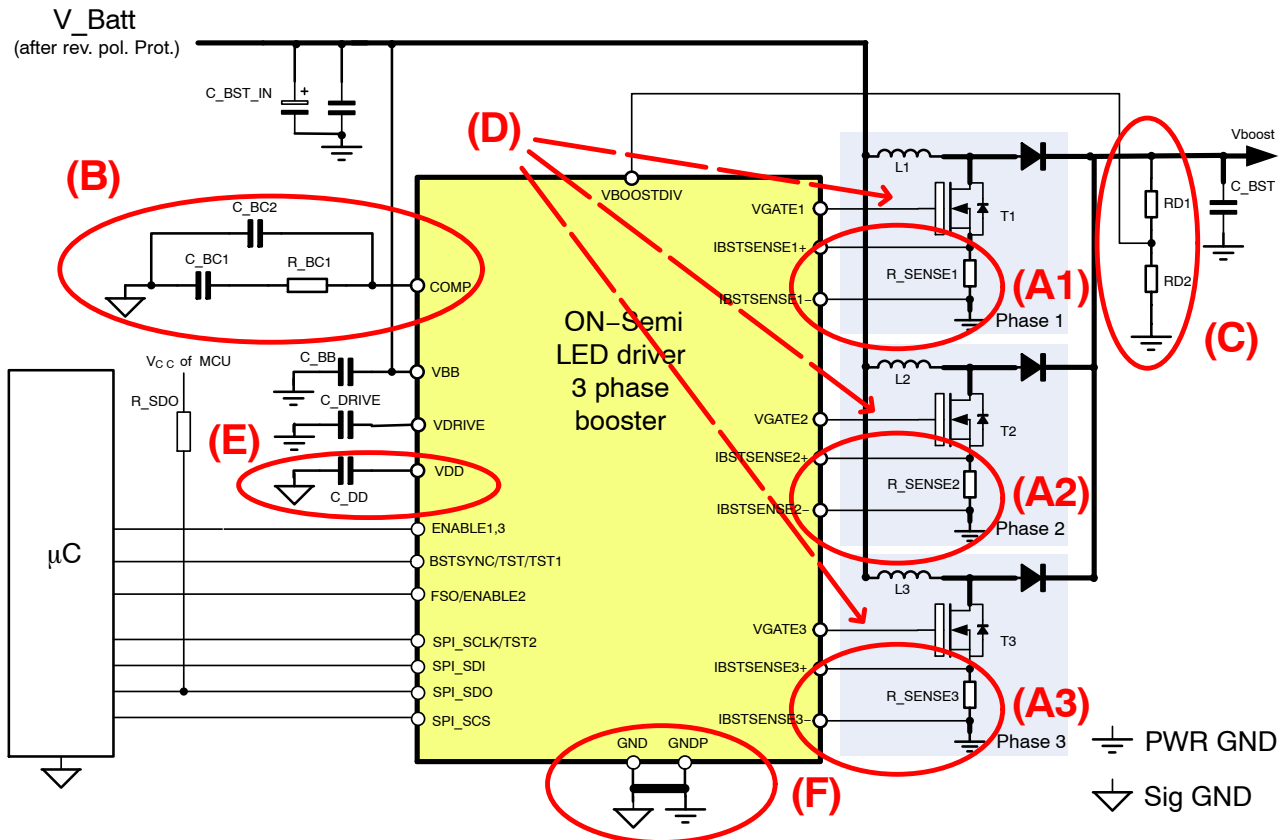 V_Batt
(after rev. pol. Prot.)
C_BST_IN
+
(D)
(B)
C_BC2
C_BC1
R_BC1
COMP
VBOOSTDIV
VGATE1
IBSTSENSE1+
IBSTSENSE1−
L1
T1
R_SENSE1
(A1)
Phase 1
Vboost
C_BST
RD1
RD2
(C)
ON−Semi
LED driver
3 phase
booster
VCC of MCU
R_SDO
C_BB
VBB
C_DRIVE
VDRIVE
(E)
VDD
C_DD
L2
VGATE2
T2
IBSTSENSE2+
R_SENSE2
(A2)
IBSTSENSE2−
Phase 2
µC
ENABLE1,3
BSTSYNC/TST/TST1
FSO/ENABLE2
SPI_SCLK/TST2
SPI_SDI
SPI_SDO
SPI_SCS
L3
VGATE3
T3
IBSTSENSE3+
R_SENSE3
(A3)
IBSTSENSE3−
Phase 3
GND
GNDP
(F)
PWR GND
Sig GND